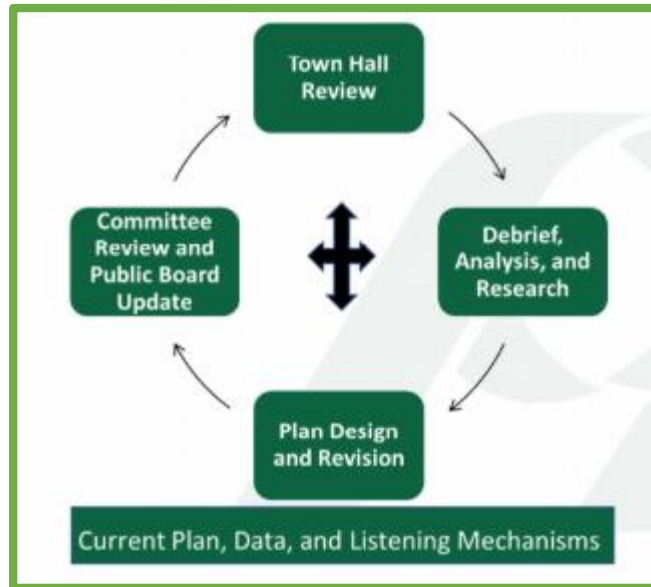 Town Hall
Review
Committee
Review and
Public Board
Update
Debrief,
Analysis, and
Research
Plan Design
and Revision
Current Plan, Data, and Listening Mechanisms